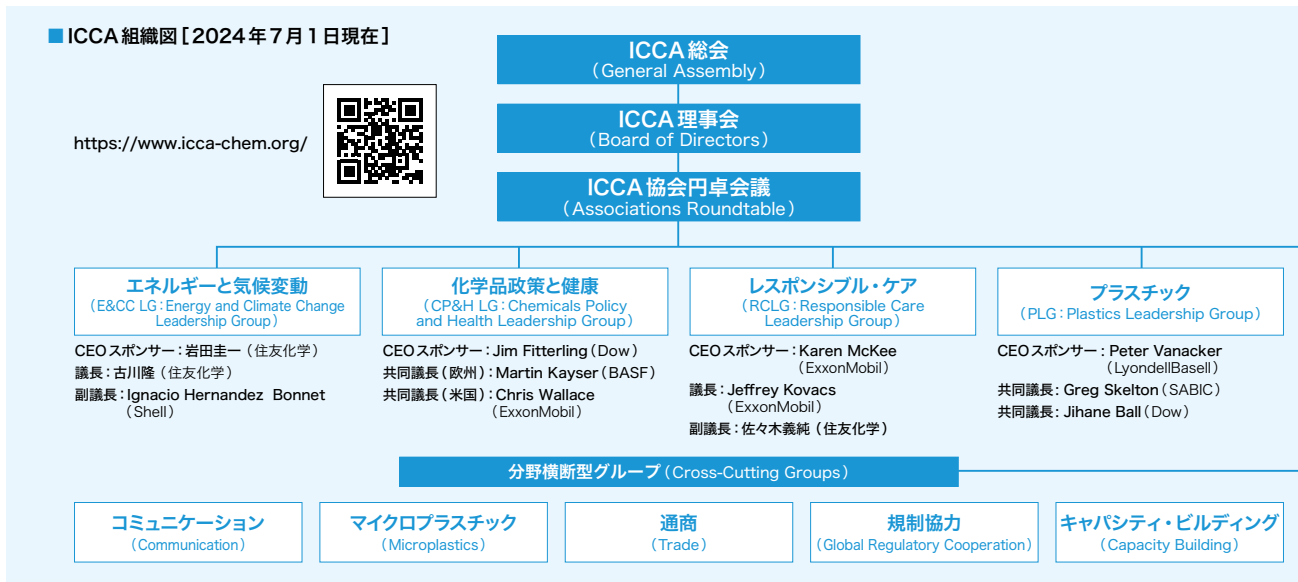 ■ICCA組織図[2024年7月1日現在]
https://www.icca-chem.org/
ICCA総会
(General Assembly)
ICCA理事会
(Board of Directors)
ICCA協会円卓会議
(Associations Roundtable)
エネルギーと気候変動
(E&CC LG:Energy and Climate Change
Leadership Group)
CEOスポンサー:岩田圭一(住友化学)
議長:古川隆(住友化学)
副議長:Ignacio Hernandez Bonnet
(Shell)
化学品政策と健康
(CP&H LG:Chemicals Policy
and Health Leadership Group)
CEOスポンサー:Jim Fitterling(Dow)
共同議長(欧州):Martin Kayser(BASF)
共同議長(米国):Chris Wallace
(ExxonMobil)
レスポンシブル・ケア
(RCLG:Responsible Care
Leadership Group)
CEOスポンサー:Karen McKee
(ExxonMobil)
議長:Jeffrey Kovacs
(ExxonMobil)
副議長:佐々木義純(住友化学)
プラスチック
(PLG:Plastics Leadership Group)
CEOスポンサー:Peter Vanacker
(LyondellBasell)
共同議長:Greg Skelton(SABIC)
共同議長:Jihane Ball(Dow)
分野横断型グループ(Cross-Cutting Groups)
コミュニケーション
(Communication)
マイクロプラスチック
(Microplastics)
通商
(Trade)
規制協力
(Global Regulatory Cooperation)
キャパシティ・ビルディング
(Capacity Building)